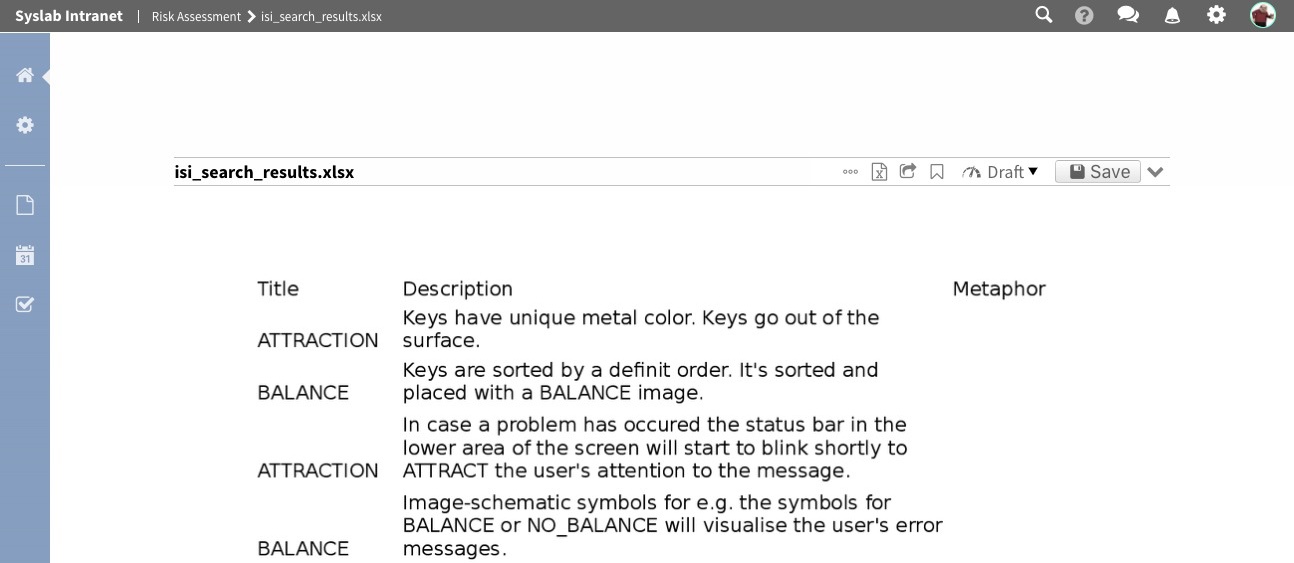 Syslab Intranet | Risk Assessment > isi_search_results.xlsx
31
isi_search_results.xlsx
Draft
Save
Title Description Metaphor
Keys have unique metal color. Keys go out of the
ATTRACTION surface.
Keys are sorted by a definit order. It's sorted and
BALANCE placed with a BALANCE image.
In case a problem has occured the status bar in the
lower area of the screen will start to blink shortly to
ATTRACTION ATTRACT the user's attention to the message.
Image-schematic symbols for e.g. the symbols for
BALANCE or NO_BALANCE will visualise the user's error
BALANCE messages.